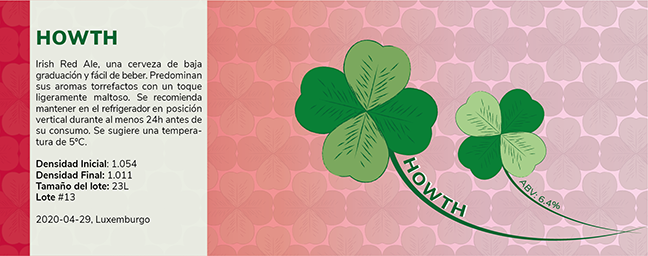 HOWTH
Irish Red Ale, una cerveza de baja
graduación y fácil de beber. Predominan
sus aromas torrefactos con un toque
ligeramente maltoso. Se recomienda
mantener en el refrigerador en posición
vertical durante al menos 24h antes de
su consumo. Se sugiere una tempera-
tura de 5ºC.
Densidad Inicial: 1.054
Densidad Final: 1.011
Tamaño del lote: 23L
Lote #13
2020-04-29, Luxemburgo
HOWTH
ABV: 6.4%